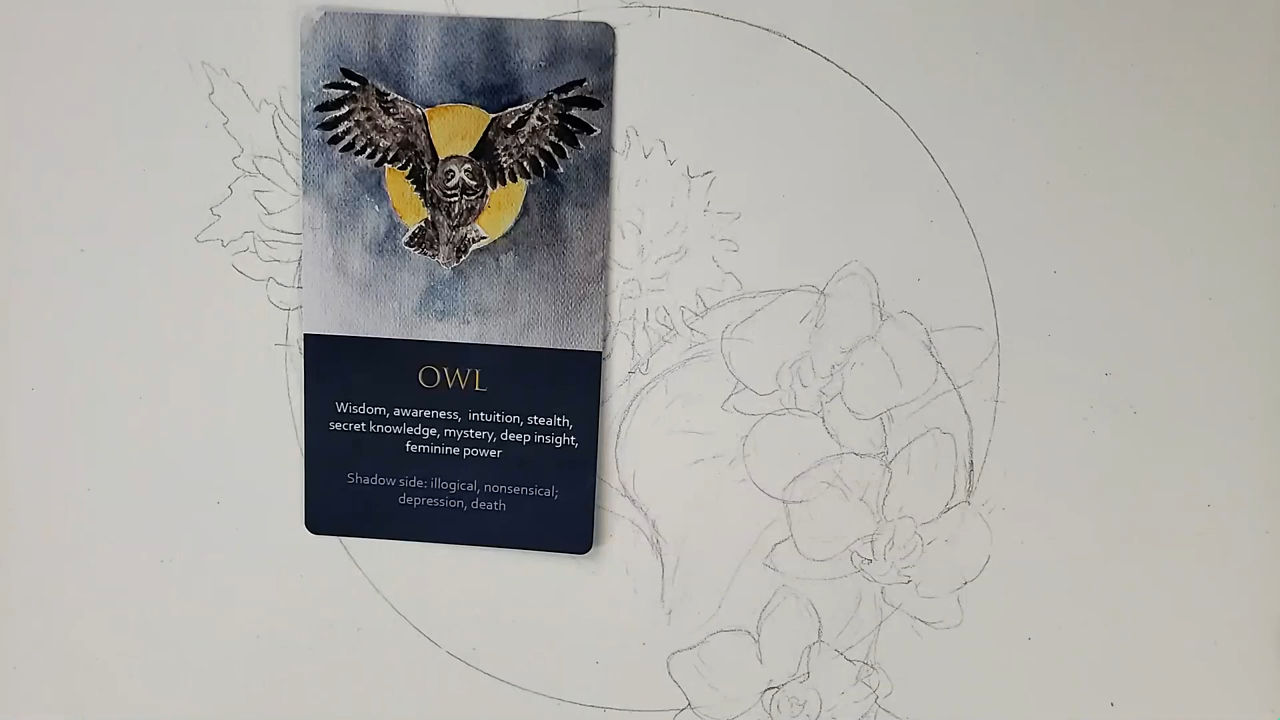 OWL
Wisdom, awareness, intuition, stealth,
secret knowledge, mystery, deep insight,
feminine power
Shadow side: illogical, nonsensical;
depression, death